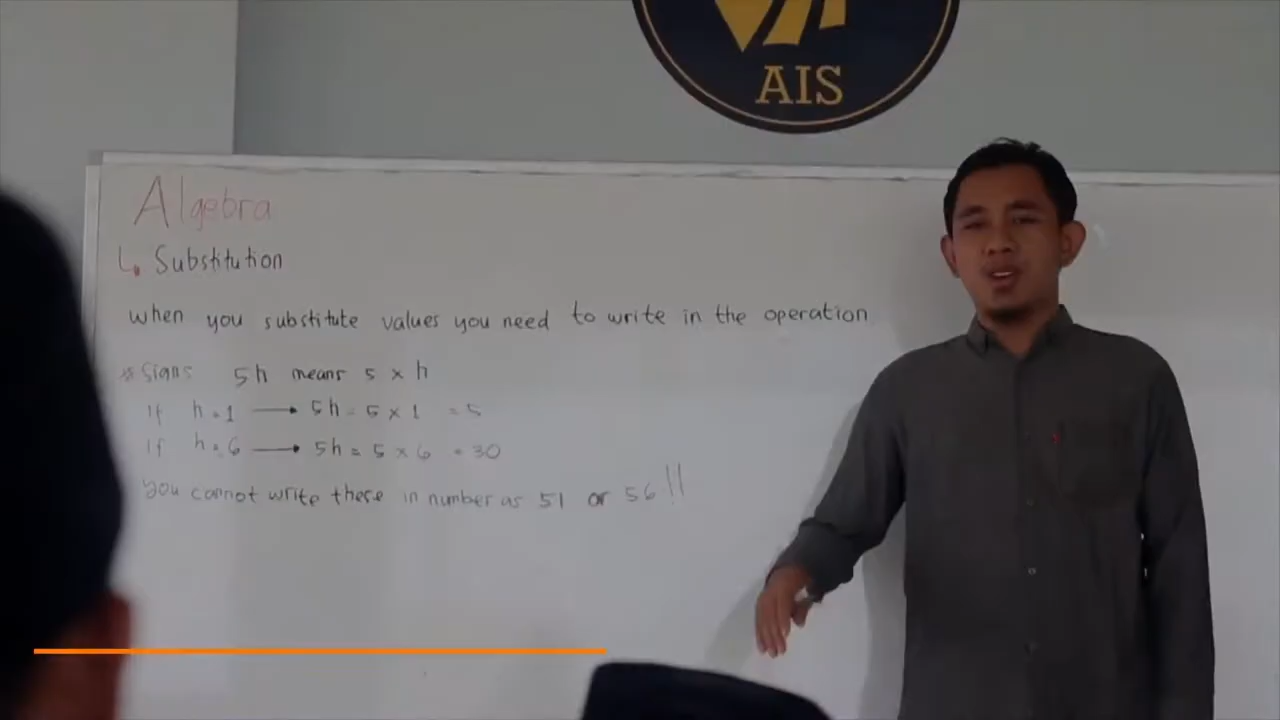 AIS
Algebra
↳ Substitution
when you substitute values you need to write in the operation
* Signs 5h means 5 × h
If h = 1 → 5h = 5 × 1 = 5
If h = 6 → 5h = 5 × 6 = 30
you cannot write these in number as 51 or 56 !!